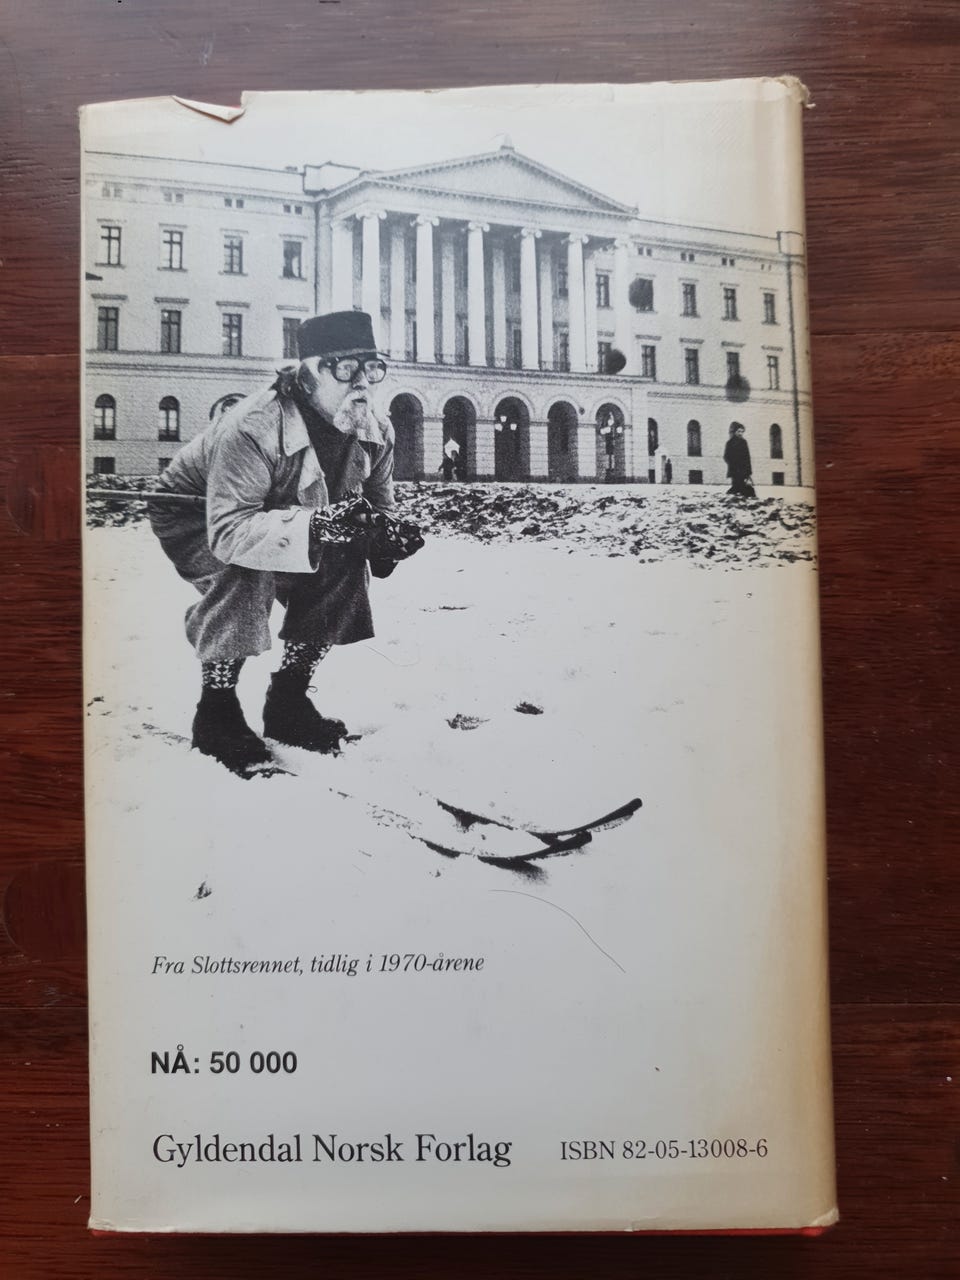 Fra Slottsrennet, tidlig i 1970-årene
NÅ: 50 000
Gyldendal Norsk Forlag ISBN 82-05-13008-6